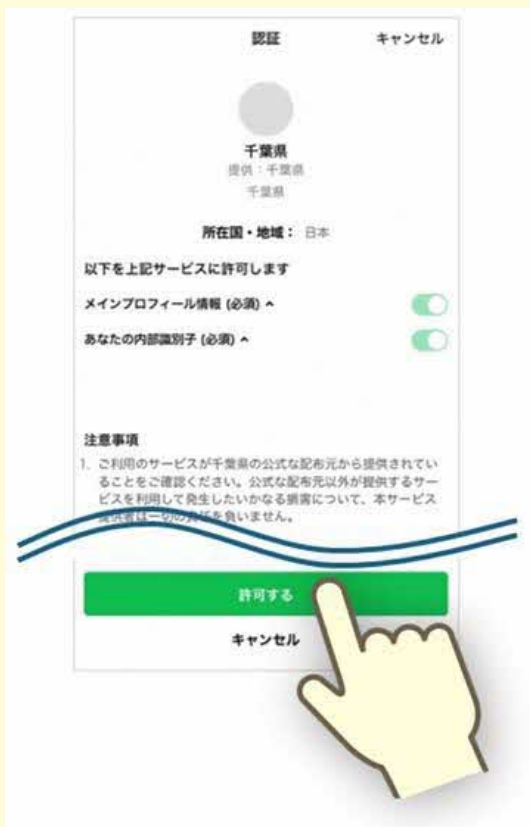 認証 キャンセル
千葉県
提供：千葉県
千葉県
所在国・地域： 日本
以下を上記サービスに許可します
メインプロフィール情報 (必須) ^
あなたの内部識別子 (必須) ^
注意事項
1. ご利用のサービスが千葉県の公式な配布元から提供されてい
ることをご確認ください。公式な配布元以外が提供するサー
ビスを利用して発生したいかなる損害について、本サービス
提供者は一切の責任を負いません。
許可する
キャンセル